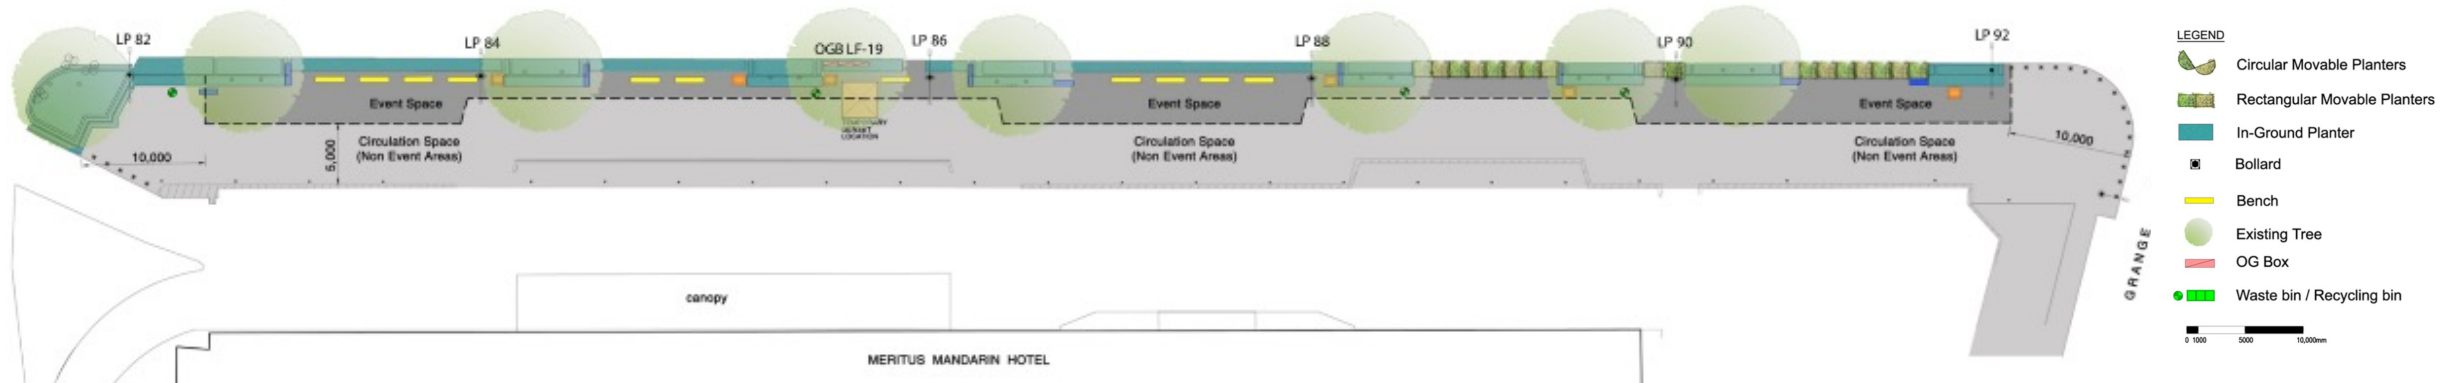 LP 82
LP 84
OGB LF-19
LP 86
LP 88
LP 90
LP 92
Event Space
Event Space
Event Space
LOCATION
Circulation Space
(Non Event Areas)
Circulation Space
(Non Event Areas)
Circulation Space
(Non Event Areas)
10,000
5,000
10,000
GRANGE
canopy
MERITUS MANDARIN HOTEL
LEGEND
Circular Movable Planters
Rectangular Movable Planters
In-Ground Planter
Bollard
Bench
Existing Tree
OG Box
Waste bin / Recycling bin
0 1000 5000 10,000mm